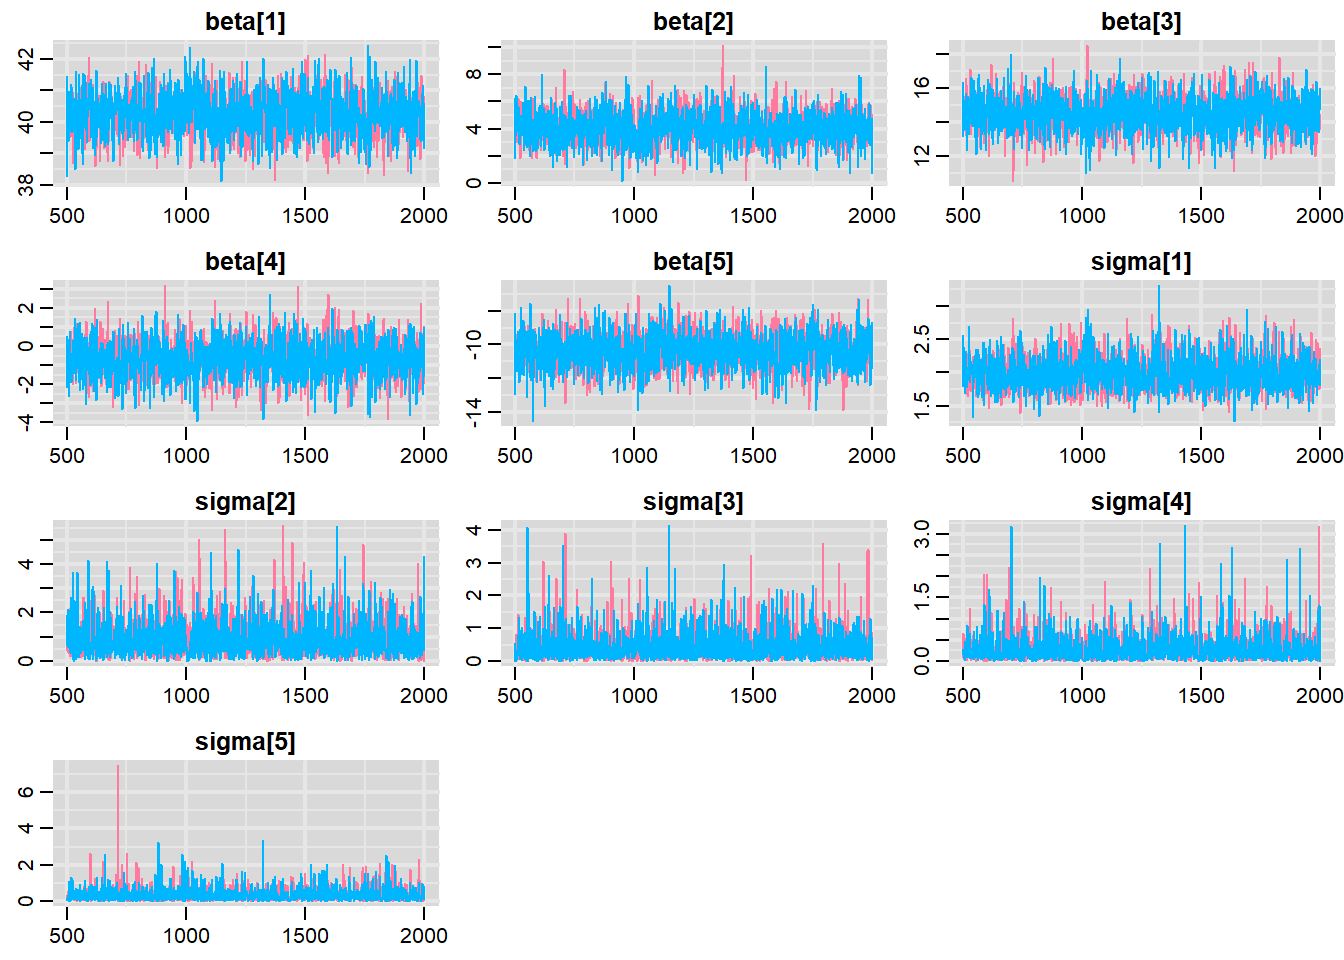 beta[1] beta[2] beta[3]
42 8 16
40 4 12
38 0
500 1000 1500 2000 500 1000 1500 2000 500 1000 1500 2000
beta[4] beta[5] sigma[1]
2 -10 2.5
0 -14 1.5
-2
-4
500 1000 1500 2000 500 1000 1500 2000 500 1000 1500 2000
sigma[2] sigma[3] sigma[4]
4 4 3.0
2 3 1.5
0 2 0.0
1
0
500 1000 1500 2000 500 1000 1500 2000 500 1000 1500 2000
sigma[5]
6
4
2
0
500 1000 1500 2000